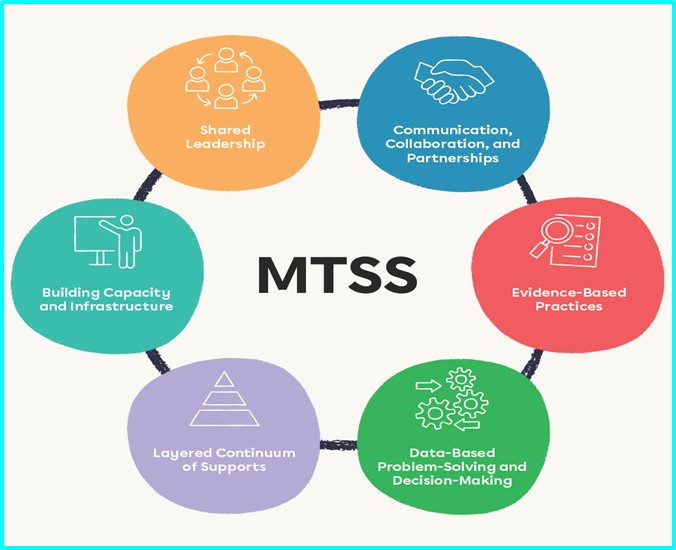 Shared
Leadership
Communication,
Collaboration, and
Partnerships
Building Capacity
and Infrastructure
MTSS
Evidence-Based
Practices
Layered Continuum
of Supports
Data-Based
Problem-Solving and
Decision-Making